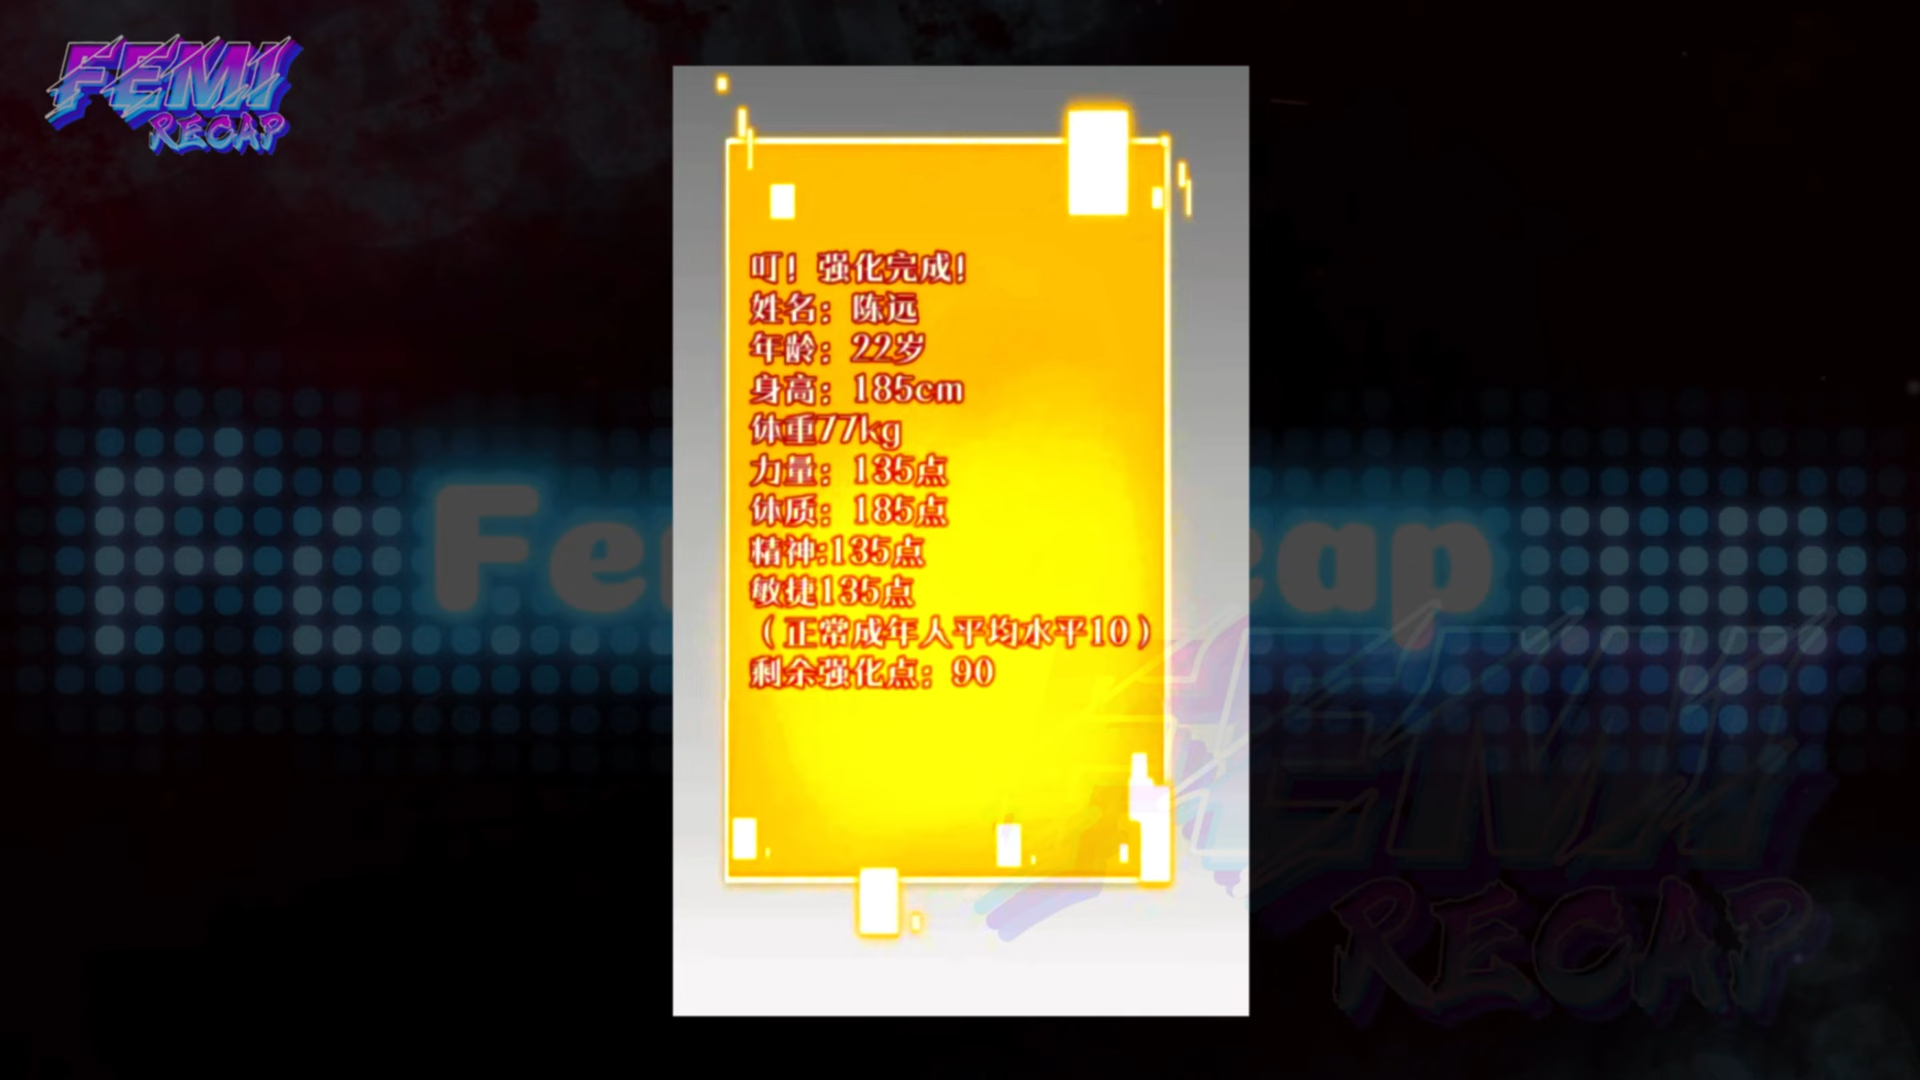 FEMI
RECAP
叮！强化完成！
姓名：陈远
年龄：22岁
身高：185cm
体重77kg
力量：135点
体质：185点
精神:135点
敏捷135点
（正常成年人平均水平10）
剩余强化点：90
FEMI
RECAP